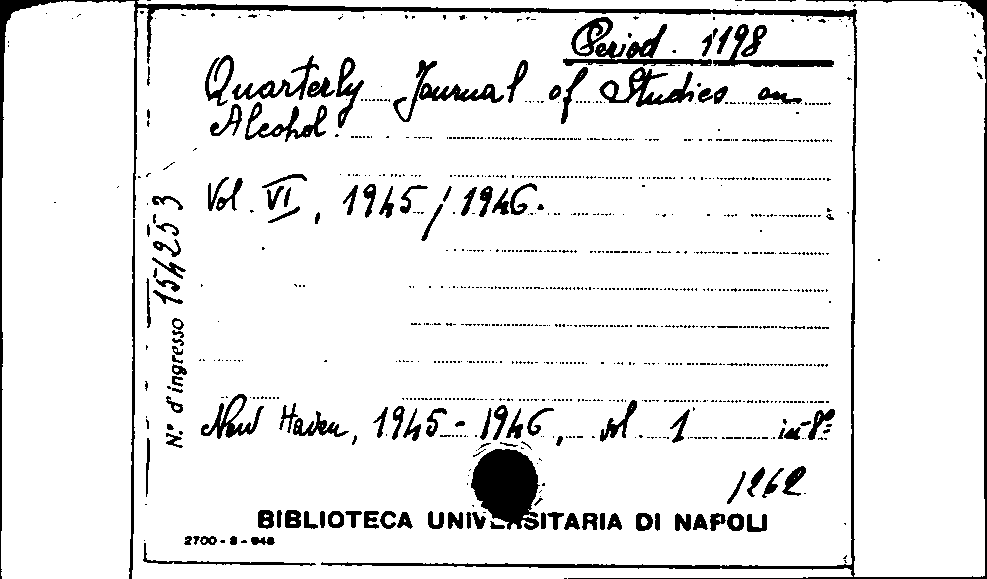 Period. 1198
Quarterly Journal of Studies on
Alcohol.
Vol. VI, 1945/1946.
N.° d'ingresso 154253
New Haven, 1945-1946, vol. 1 in-8°
1262
BIBLIOTECA UNIVERSITARIA DI NAPOLI
2700-8-948